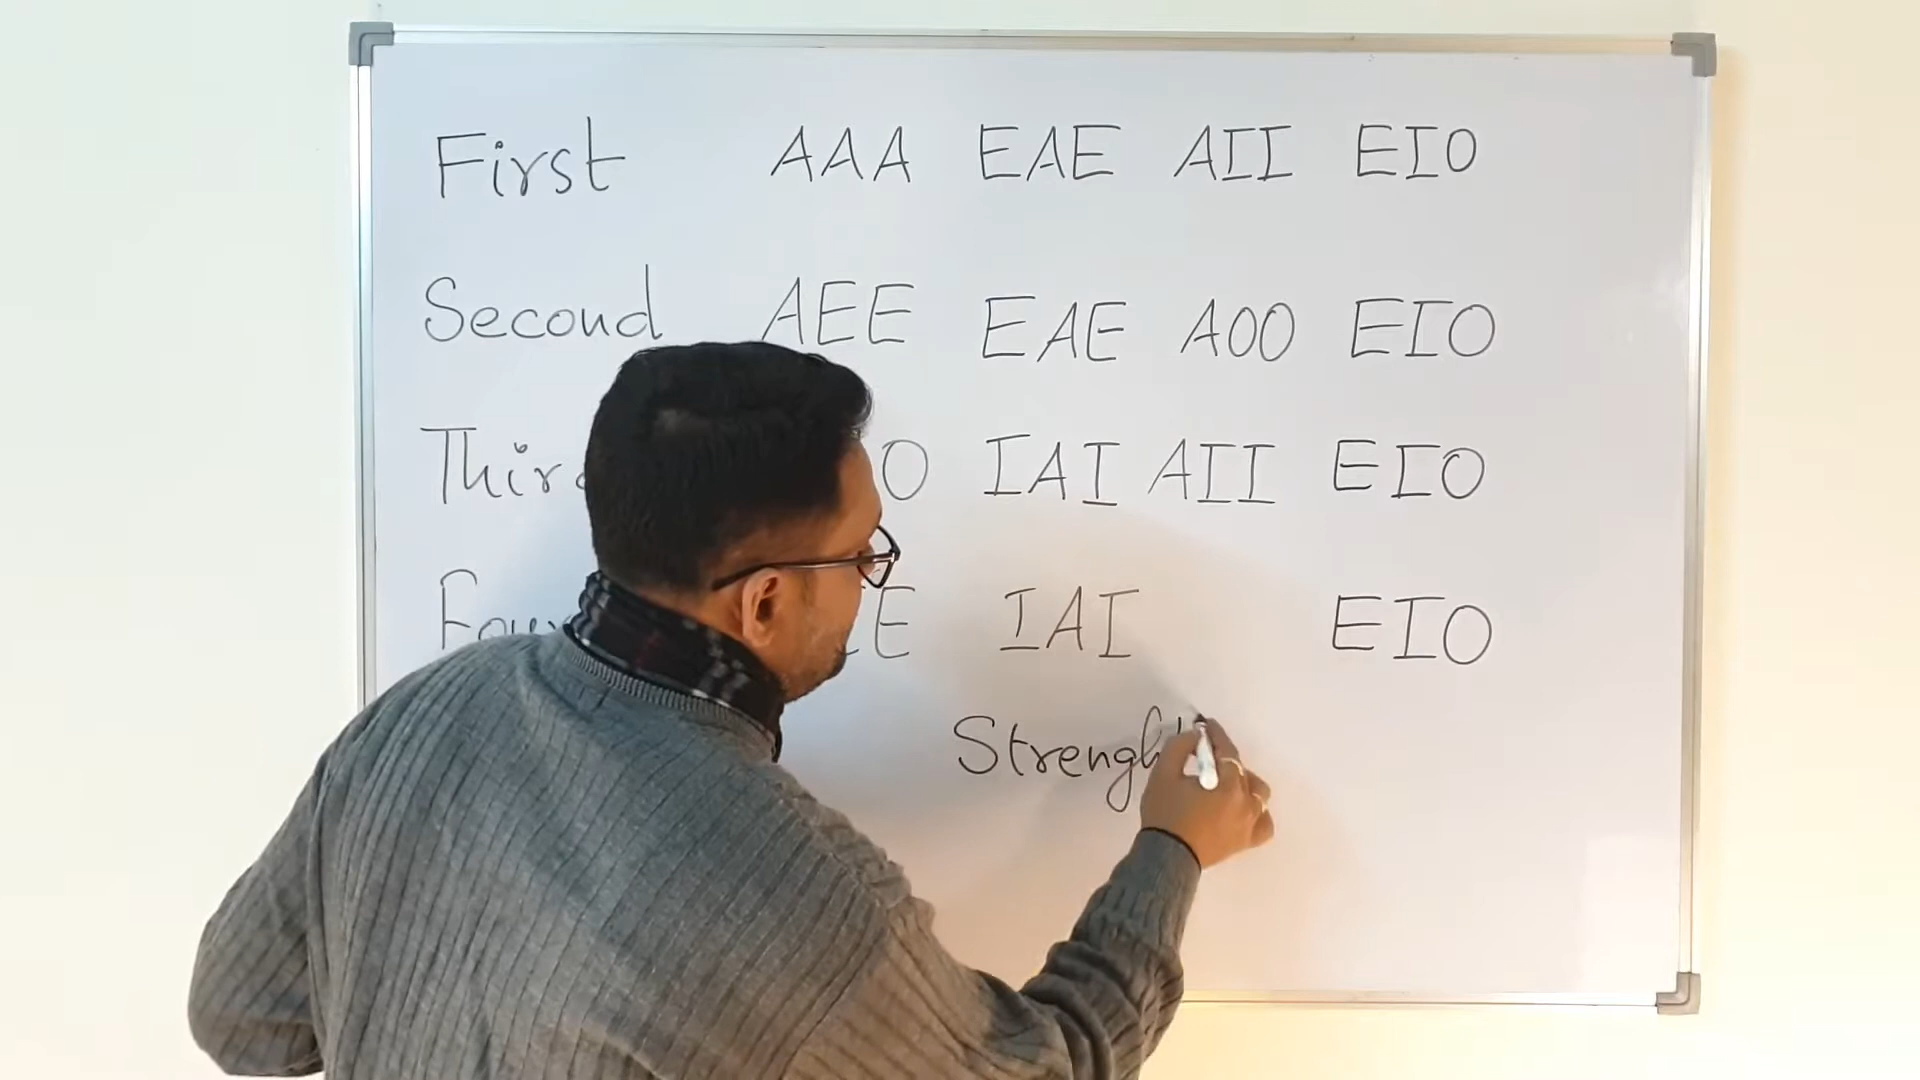 First AAA EAE AII EIO
Second AEE EAE AOO EIO
IAI AII EIO
IAI EIO